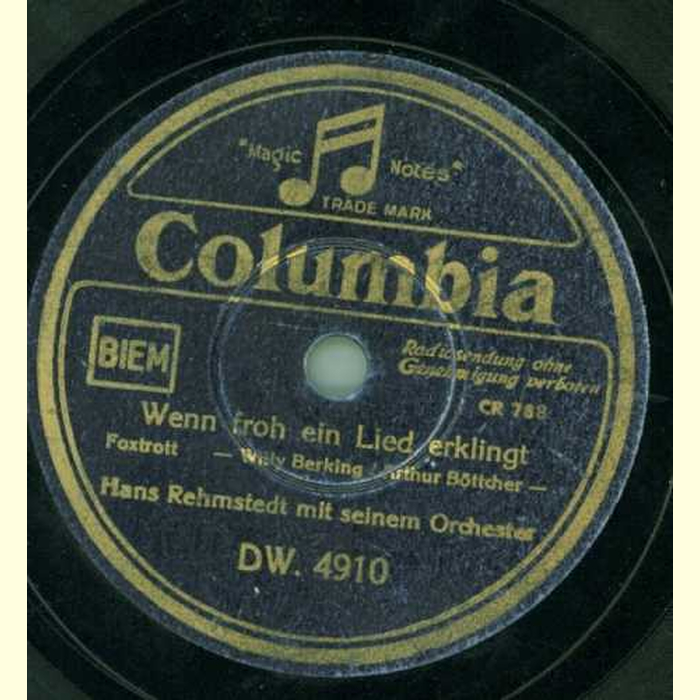 "Magic Notes"
TRADE MARK
Columbia
BIEM
Radiosendung ohne
Genehmigung verboten
CR 788
Wenn froh ein Lied erklingt
Foxtrott — Willy Berking / Arthur Böttcher —
Hans Rehmstedt mit seinem Orchester
DW. 4910